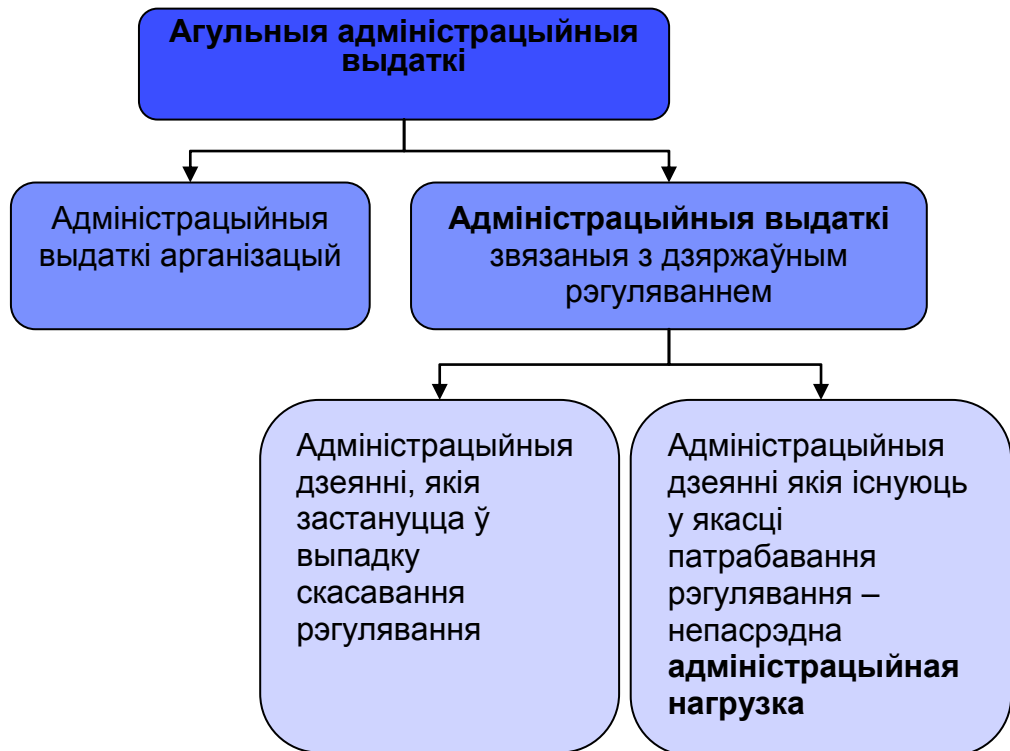 Агульныя адміністрацыйныя
выдаткі
Адміністрацыйныя
выдаткі арганізацый
Адміністрацыйныя выдаткі
звязаныя з дзяржаўным
рэгуляваннем
Адміністрацыйныя
дзеянні, якія
застануцца ў
выпадку
скасавання
рэгулявання
Адміністрацыйныя
дзеянні якія існуюць
у якасці
патрабавання
рэгулявання –
непасрэдна
адміністрацыйная
нагрузка